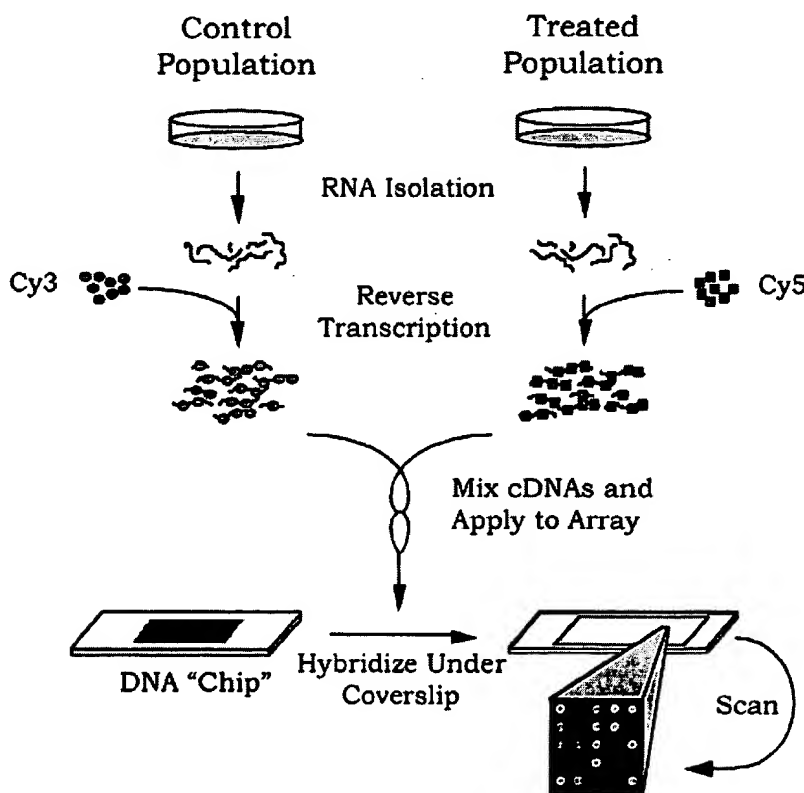 Control
Population
Treated
Population
RNA Isolation
Cy3
Reverse
Transcription
Cy5
Mix cDNAs and
Apply to Array
DNA “Chip”
Hybridize Under
Coverslip
Scan